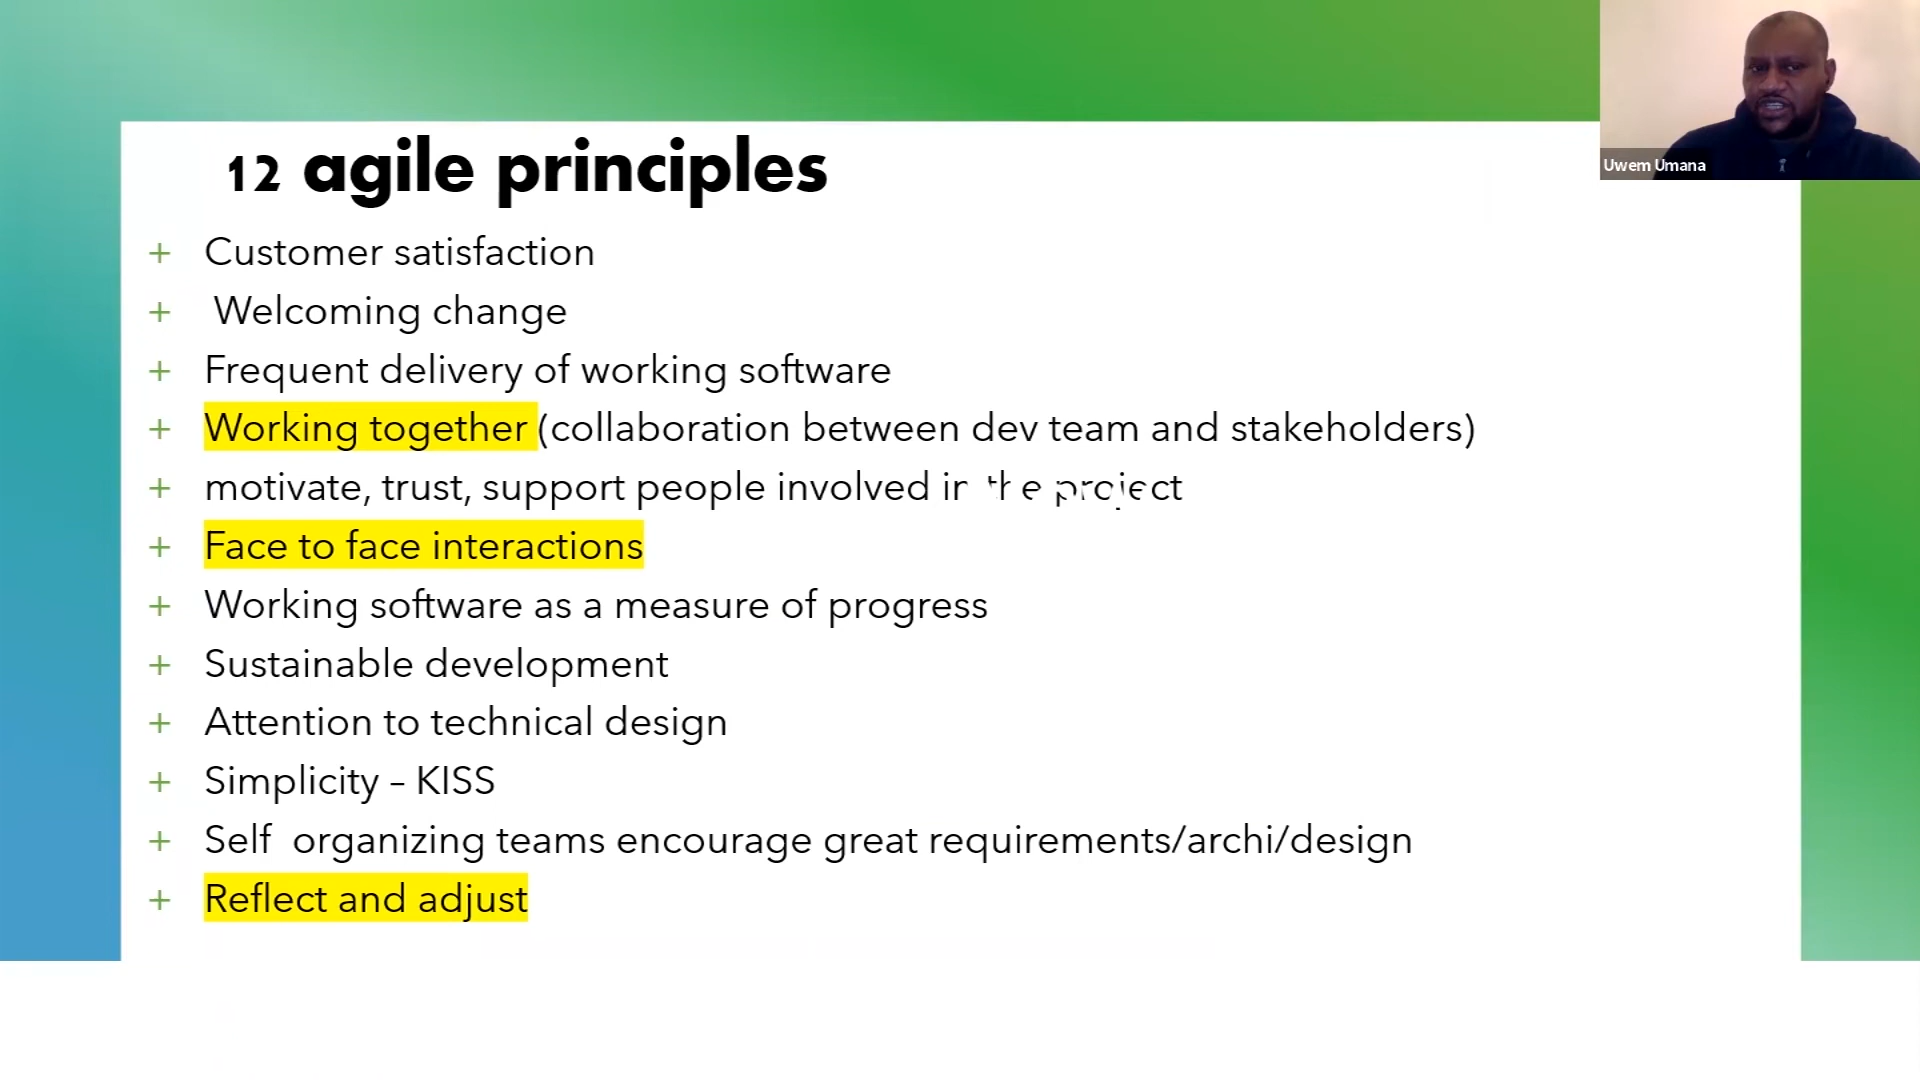 12 agile principles
+ Customer satisfaction
+ Welcoming change
+ Frequent delivery of working software
+ Working together (collaboration between dev team and stakeholders)
+ motivate, trust, support people involved in the project
+ Face to face interactions
+ Working software as a measure of progress
+ Sustainable development
+ Attention to technical design
+ Simplicity – KISS
+ Self organizing teams encourage great requirements/archi/design
+ Reflect and adjust
Uwem Umana